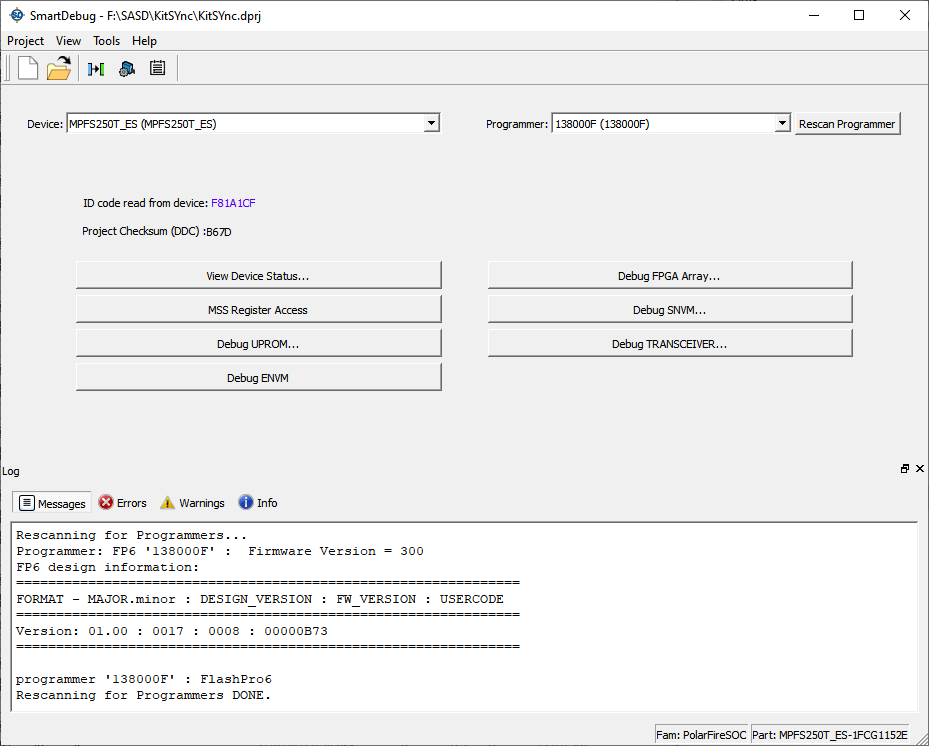 SmartDebug - F:\SASD\KitSYnc\KitSYnc.dprj
Project View Tools Help
Device: MPFS250T_ES (MPFS250T_ES) Programmer: 138000F (138000F) Rescan Programmer
ID code read from device: F81A1CF
Project Checksum (DDC) :B67D
View Device Status... Debug FPGA Array...
MSS Register Access Debug SNVM...
Debug UPROM... Debug TRANSCEIVER...
Debug ENVM
Log
Messages Errors Warnings Info
Rescanning for Programmers...
Programmer: FP6 '138000F' :  Firmware Version = 300
FP6 design information:
===============================================================
FORMAT - MAJOR.minor : DESIGN_VERSION : FW_VERSION : USERCODE
===============================================================
Version: 01.00 : 0017 : 0008 : 00000B73
===============================================================
programmer '138000F' : FlashPro6
Rescanning for Programmers DONE.
Fam: PolarFireSOC Part: MPFS250T_ES-1FCG1152E